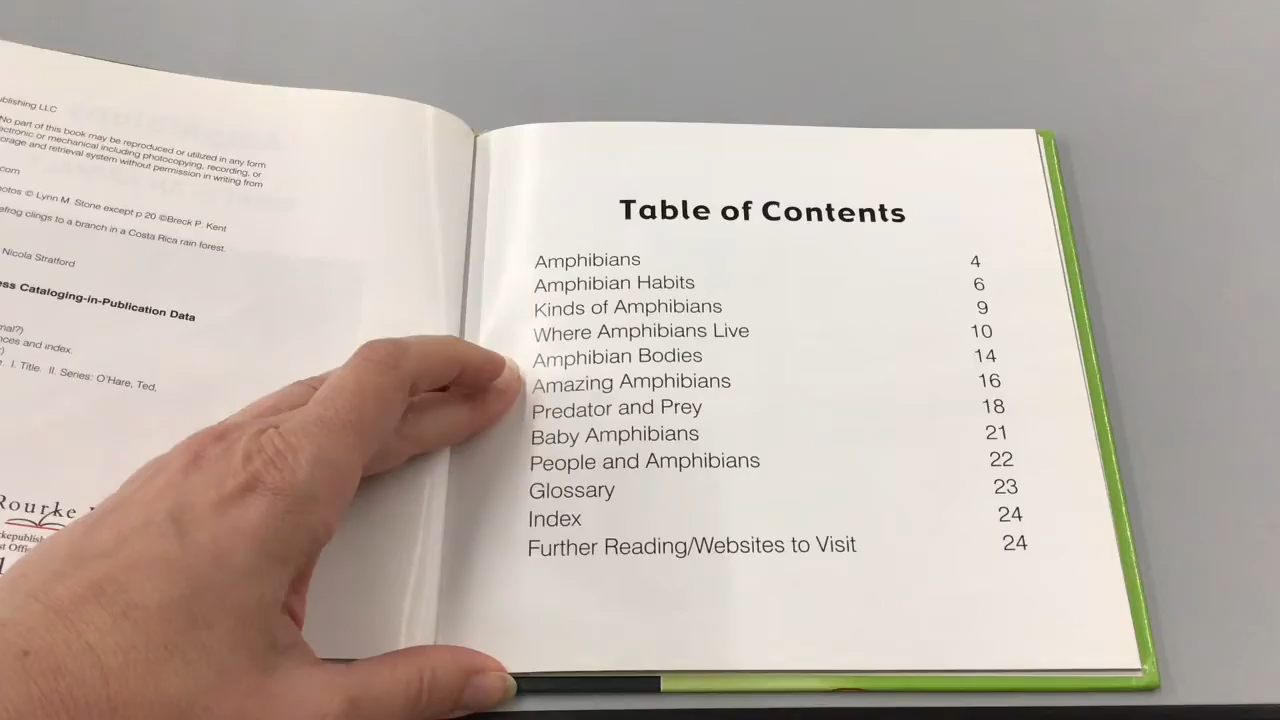 ublishing LLC
No part of this book may be reproduced or utilized in any form
ectronic or mechanical including photocopying, recording, or
orage and retrieval system without permission in writing from
com
hotos © Lynn M. Stone except p 20 ©Breck P. Kent
efrog clings to a branch in a Costa Rica rain forest.
Nicola Stratford
ess Cataloging-in-Publication Data
mal?)
nces and index.
I. Title. II. Series: O'Hare, Ted,
Rourke
Table of Contents
Amphibians 4
Amphibian Habits 6
Kinds of Amphibians 9
Where Amphibians Live 10
Amphibian Bodies 14
Amazing Amphibians 16
Predator and Prey 18
Baby Amphibians 21
People and Amphibians 22
Glossary 23
Index 24
Further Reading/Websites to Visit 24